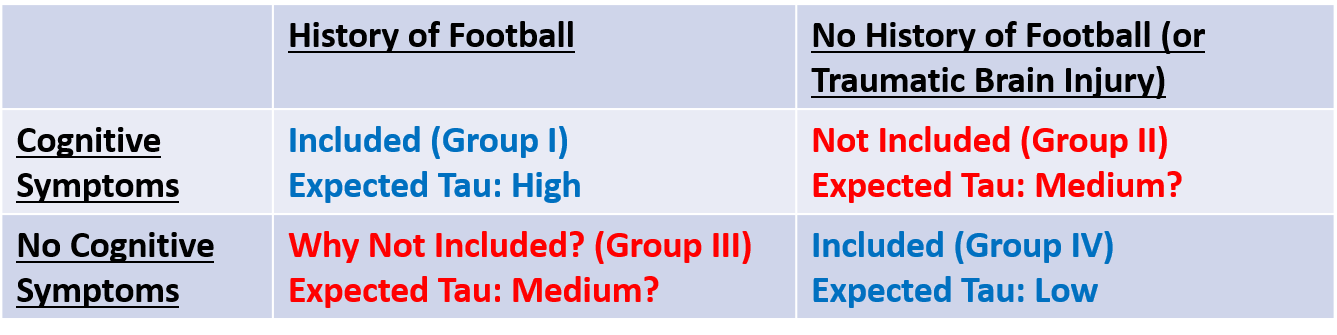 History of Football
No History of Football (or
Traumatic Brain Injury)
Cognitive
Symptoms
Included (Group I)
Expected Tau: High
Not Included (Group II)
Expected Tau: Medium?
No Cognitive
Symptoms
Why Not Included? (Group III)
Expected Tau: Medium?
Included (Group IV)
Expected Tau: Low